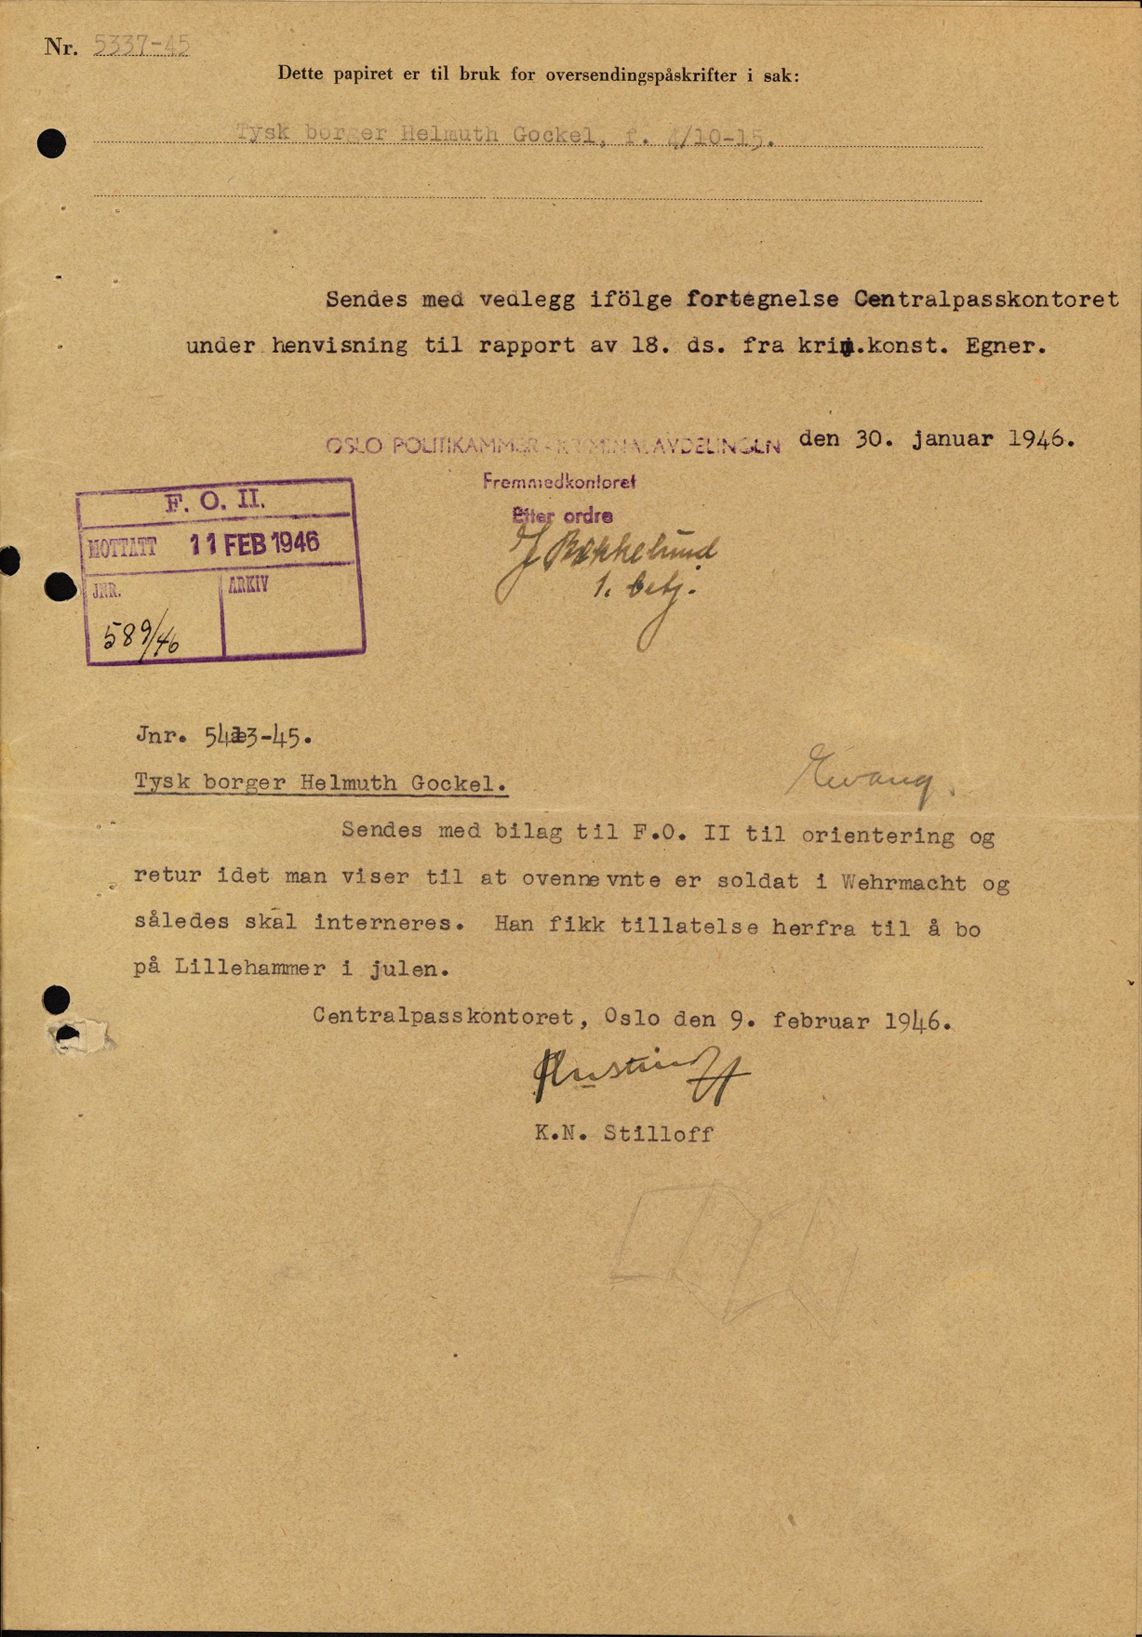 Nr. 5337-45
Dette papiret er til bruk for oversendingspåskrifter i sak:
Tysk borger Helmuth Gockel, f. 4/10-15.
Sendes med vedlegg ifölge fortegnelse Centralpasskontoret
under henvisning til rapport av 18. ds. fra krim.konst. Egner.
OSLO POLITIKAMMER - KRIMINALAVDELINGEN den 30. januar 1946.
Fremmedkontoret
Etter ordre
J Bekkelund
1. betj.
F. O. II.
MOTTATT 11 FEB 1946
JNR. ARKIV
589/46
Jnr. 5443-45.
Tysk borger Helmuth Gockel.
Evang.
Sendes med bilag til F.O. II til orientering og
retur idet man viser til at ovennevnte er soldat i Wehrmacht og
således skal interneres. Han fikk tillatelse herfra til å bo
på Lillehammer i julen.
Centralpasskontoret, Oslo den 9. februar 1946.
K.N. Stilloff